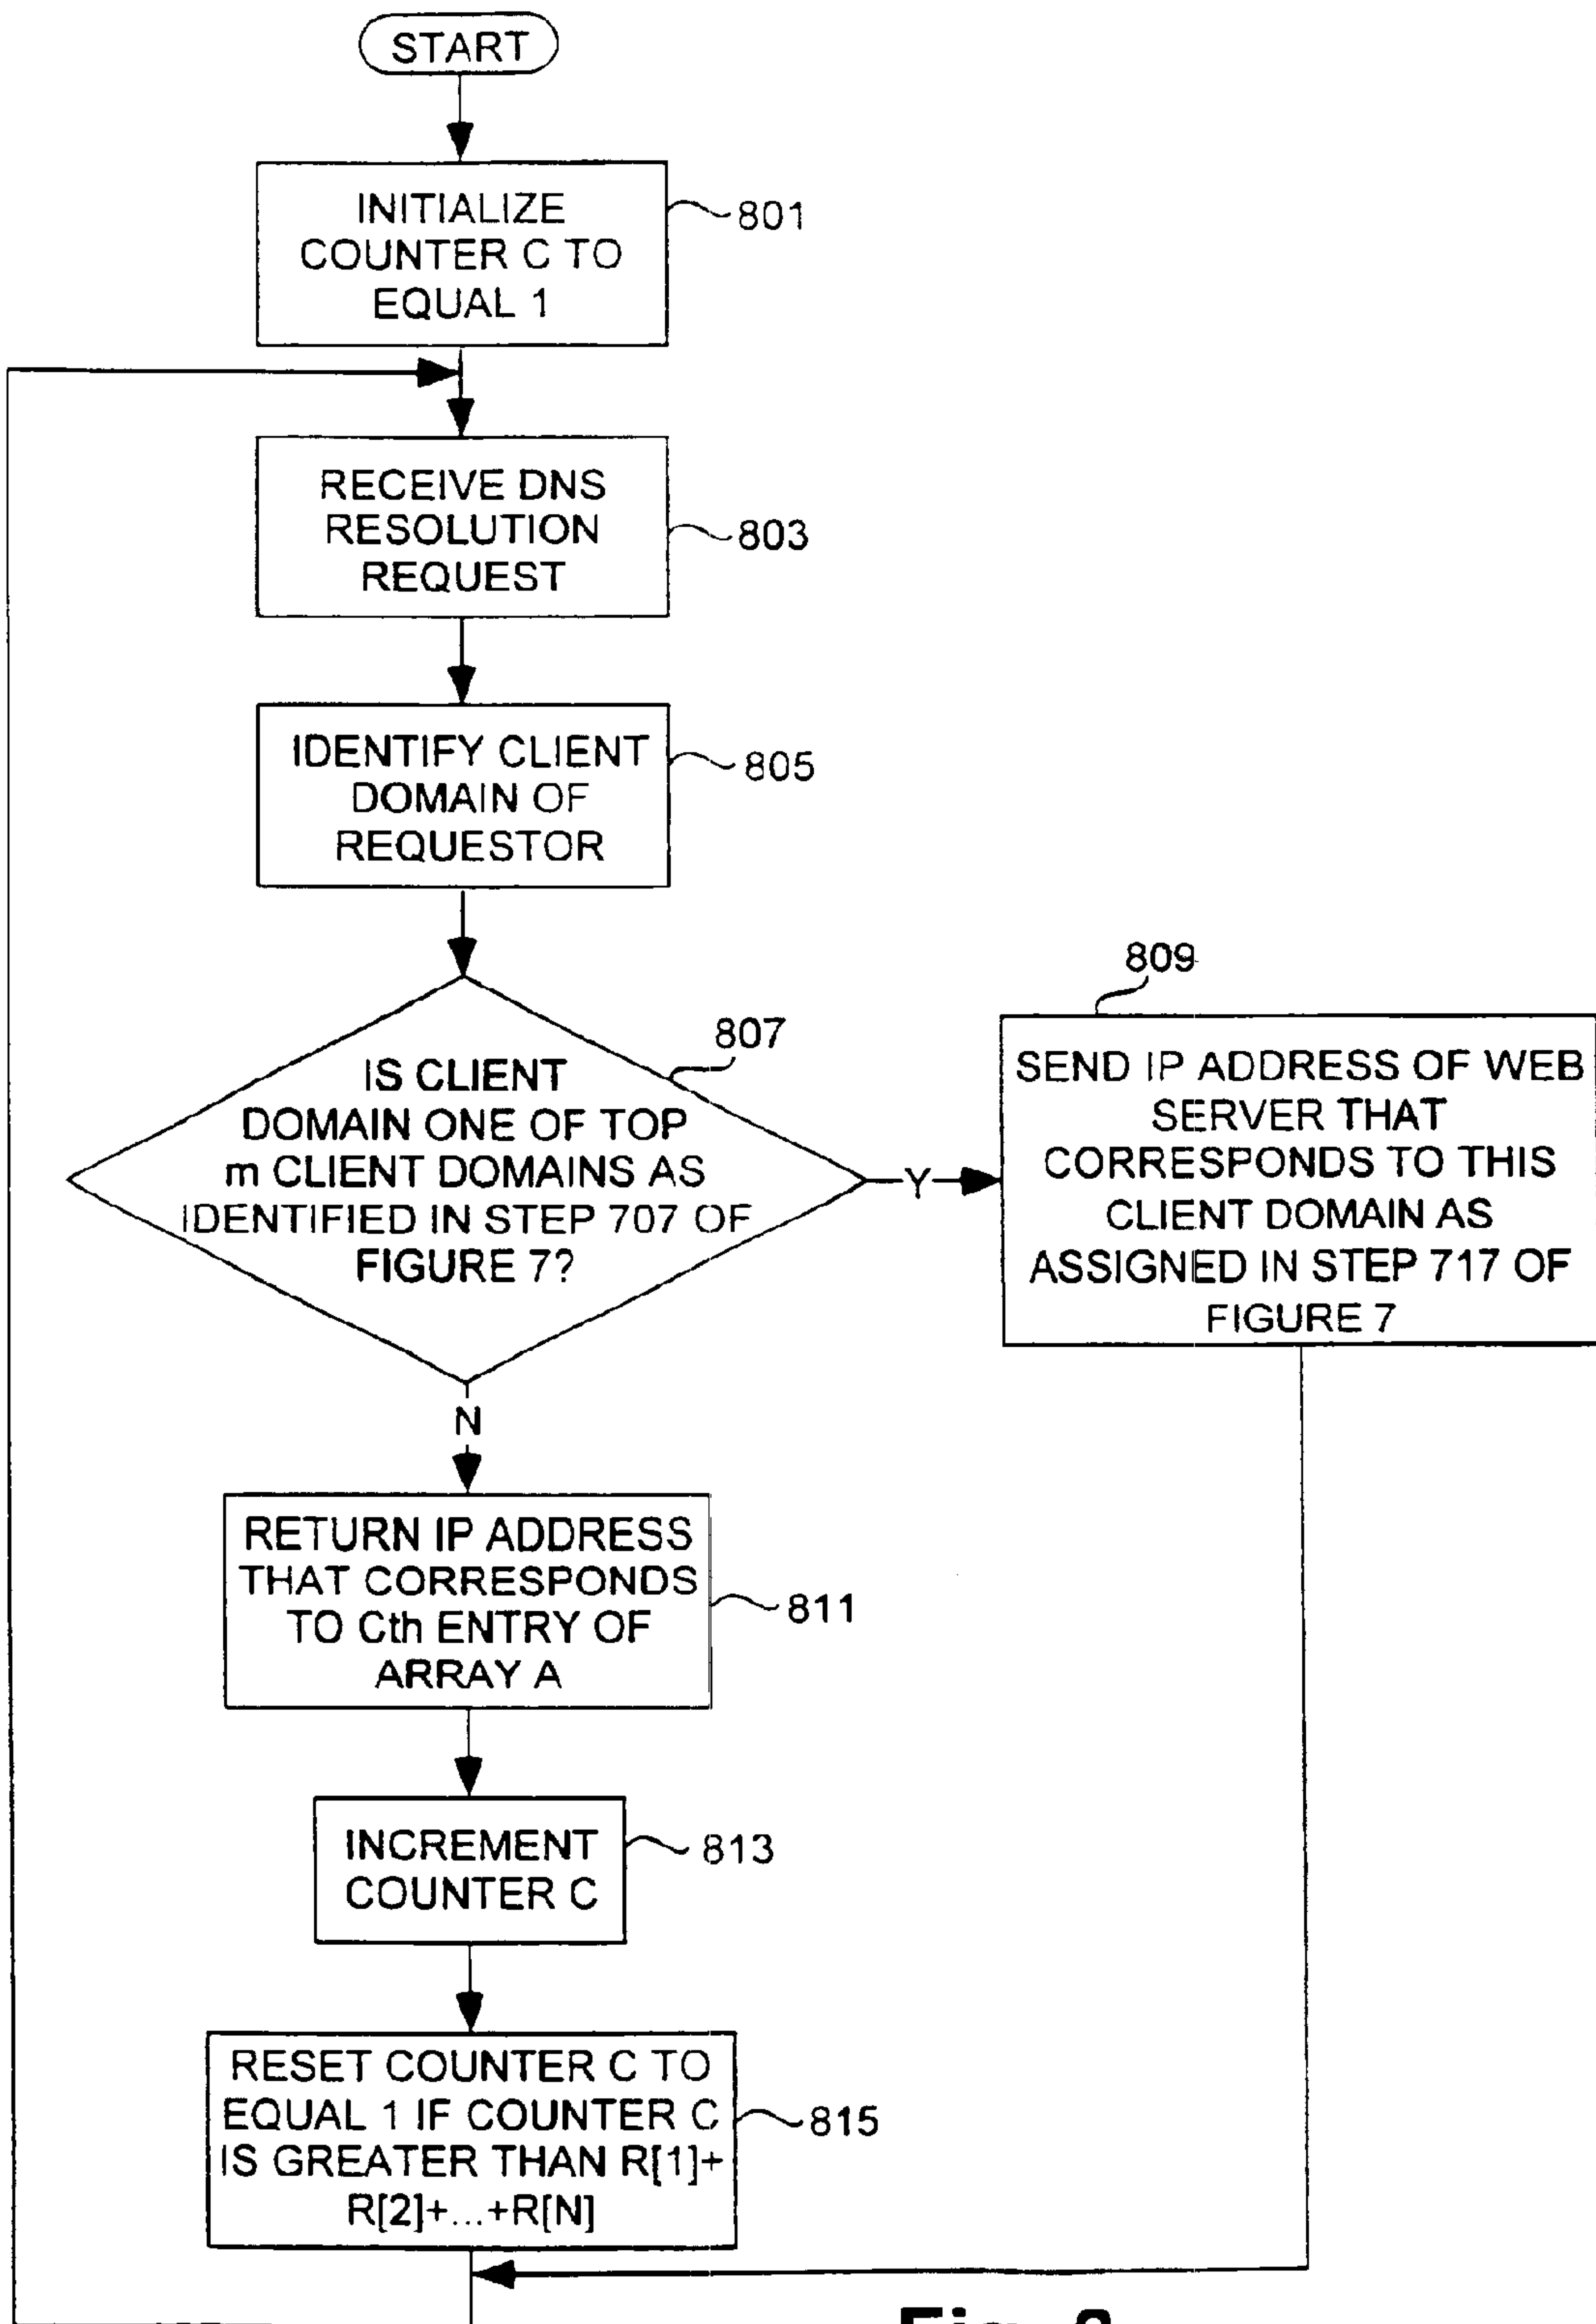 START
INITIALIZE
COUNTER C TO
EQUAL 1
801
RECEIVE DNS
RESOLUTION
REQUEST
803
IDENTIFY CLIENT
DOMAIN OF
REQUESTOR
805
807
IS CLIENT
DOMAIN ONE OF TOP
m CLIENT DOMAINS AS
IDENTIFIED IN STEP 707 OF
FIGURE 7?
Y
809
SEND IP ADDRESS OF WEB
SERVER THAT
CORRESPONDS TO THIS
CLIENT DOMAIN AS
ASSIGNED IN STEP 717 OF
FIGURE 7
N
RETURN IP ADDRESS
THAT CORRESPONDS
TO Cth ENTRY OF
ARRAY A
811
INCREMENT
COUNTER C
813
RESET COUNTER C TO
EQUAL 1 IF COUNTER C
IS GREATER THAN R[1]+
R[2]+...+R[N]
815